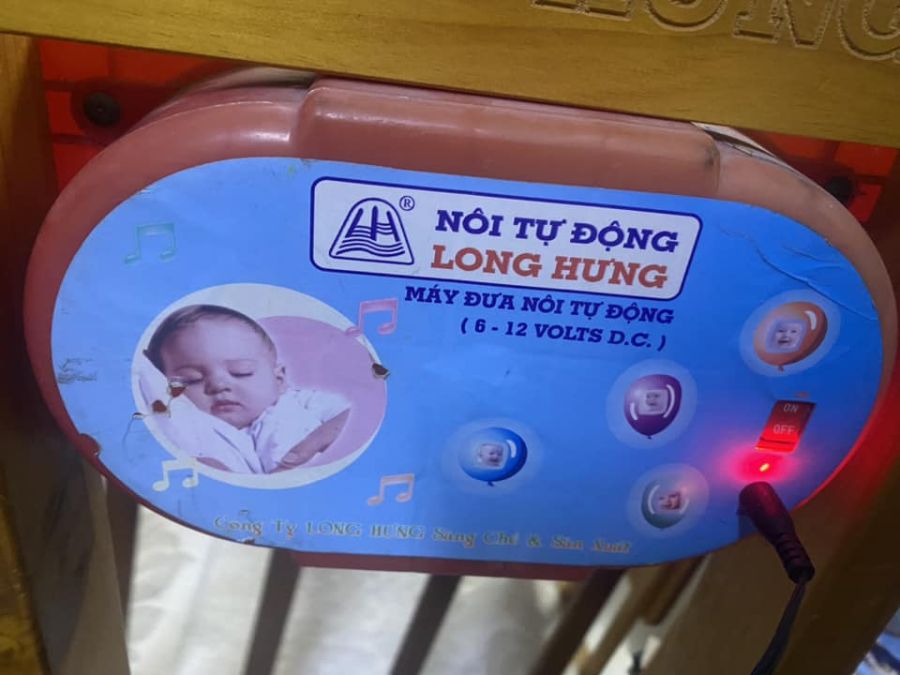 ONG
®
NÔI TỰ ĐỘNG
LONG HƯNG
MÁY ĐƯA NÔI TỰ ĐỘNG
( 6 - 12 VOLTS D.C. )
ON
OFF
Công Ty LONG HƯNG Sáng Chế & Sản Xuất